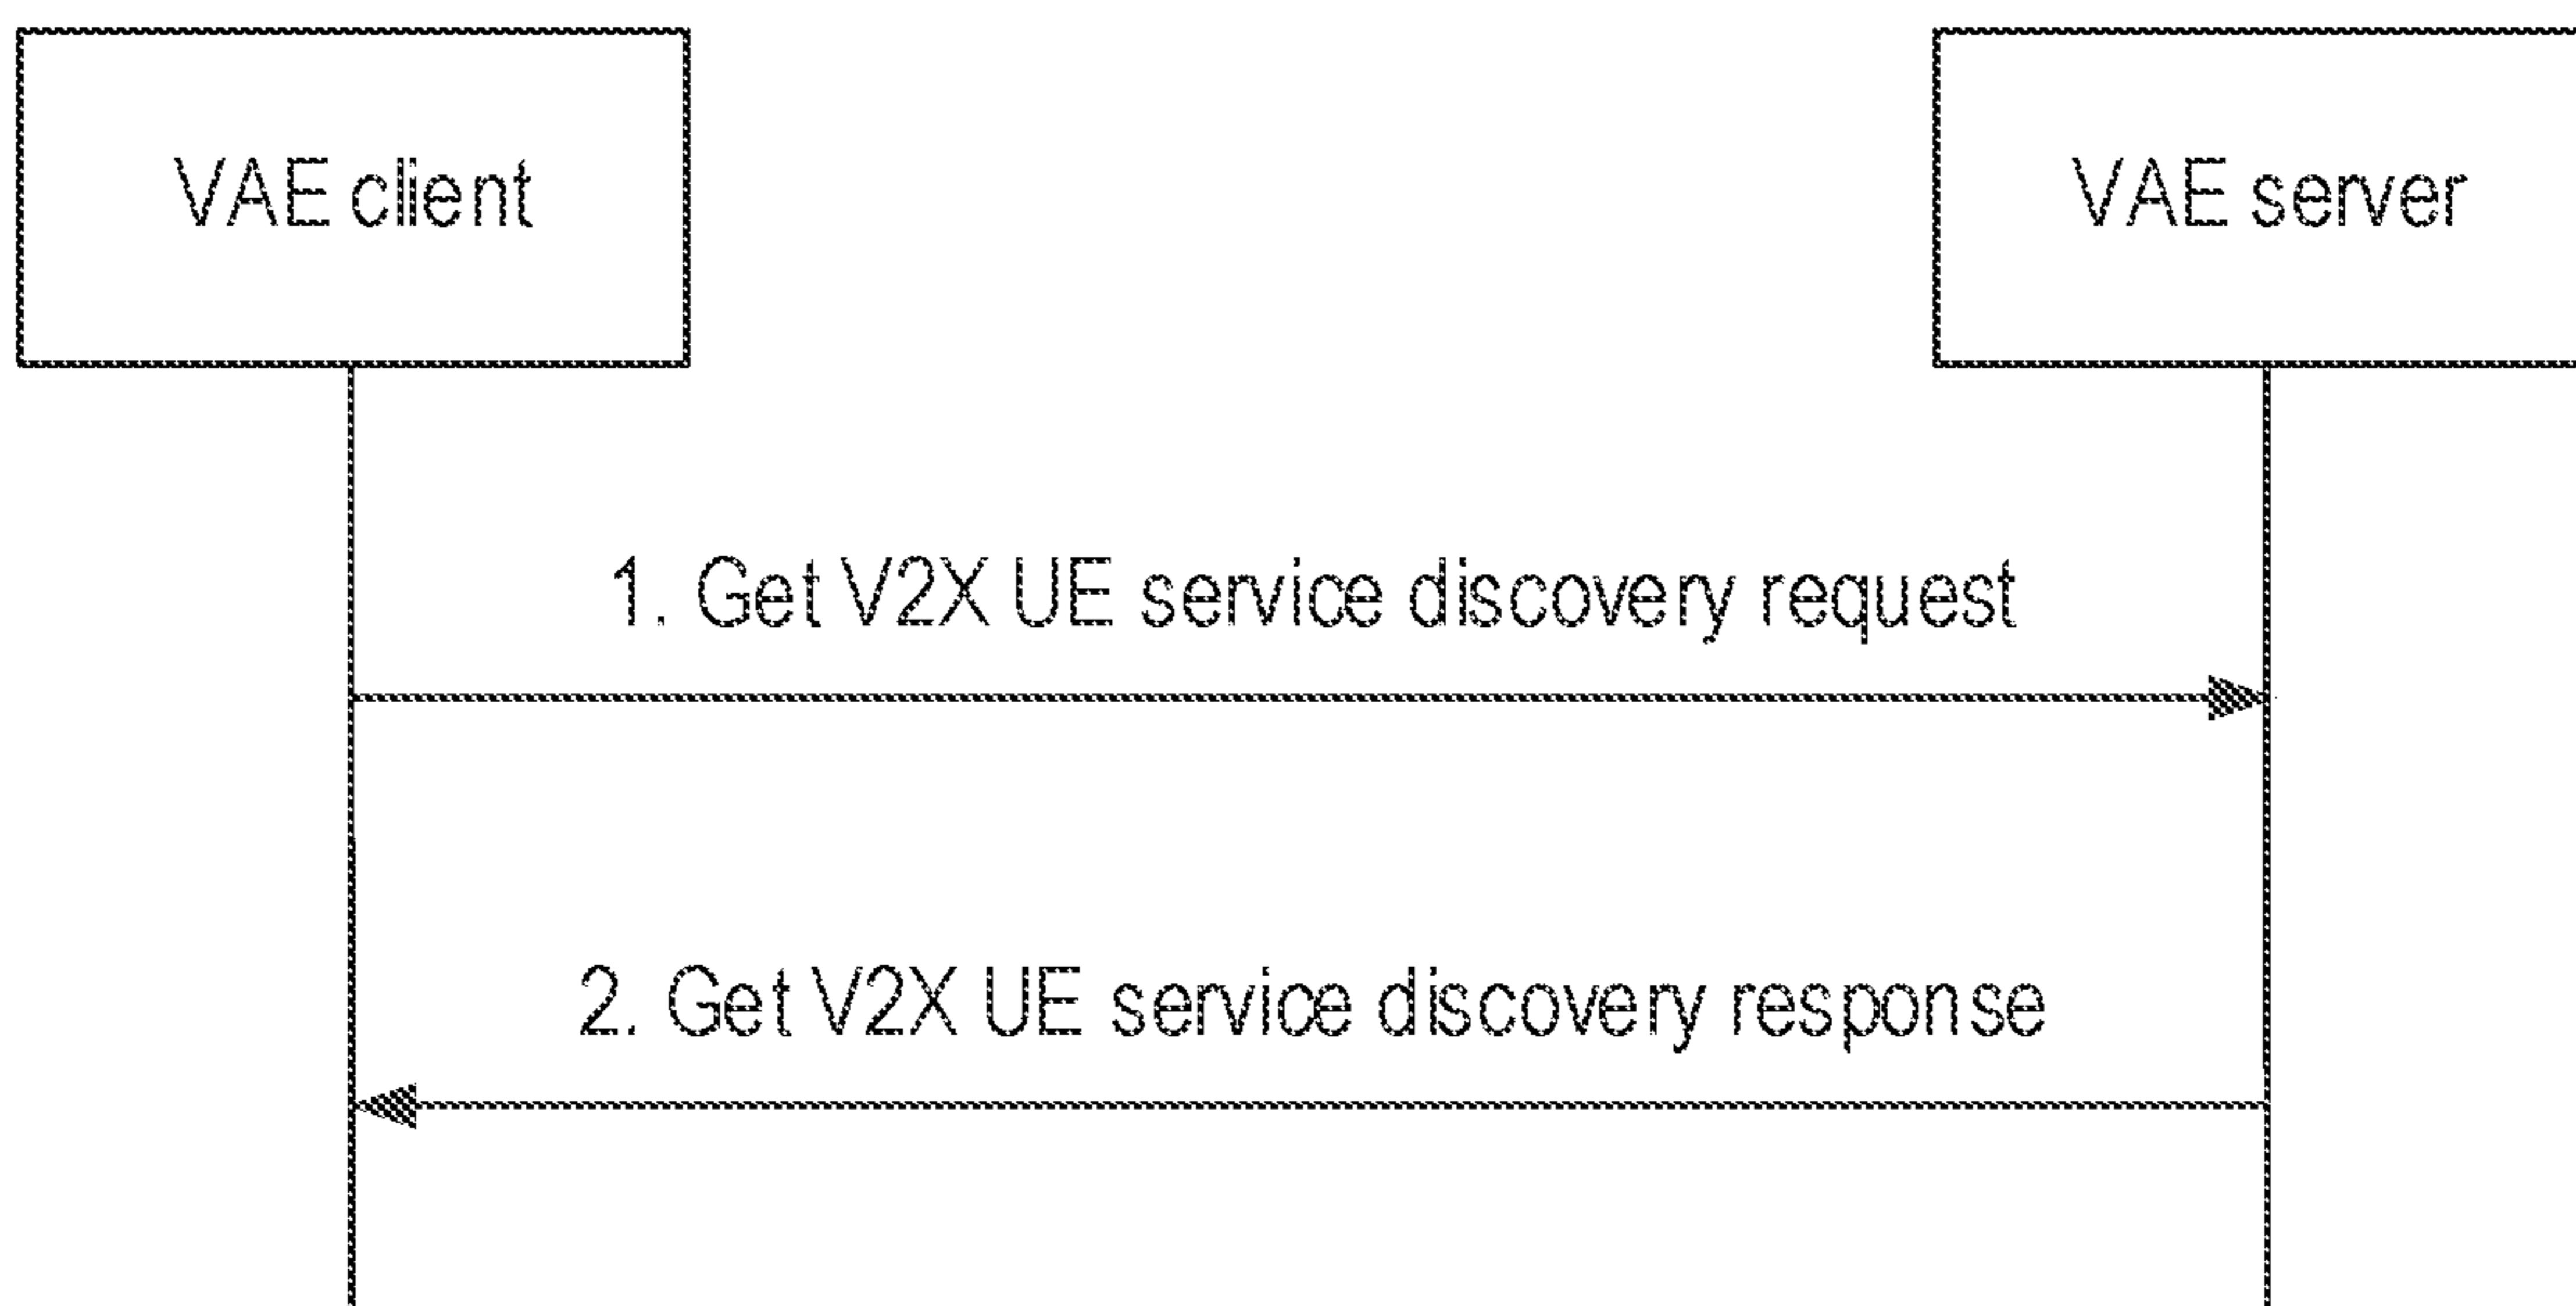 VAE client
VAE server
1. Get V2X UE service discovery request
2. Get V2X UE service discovery response